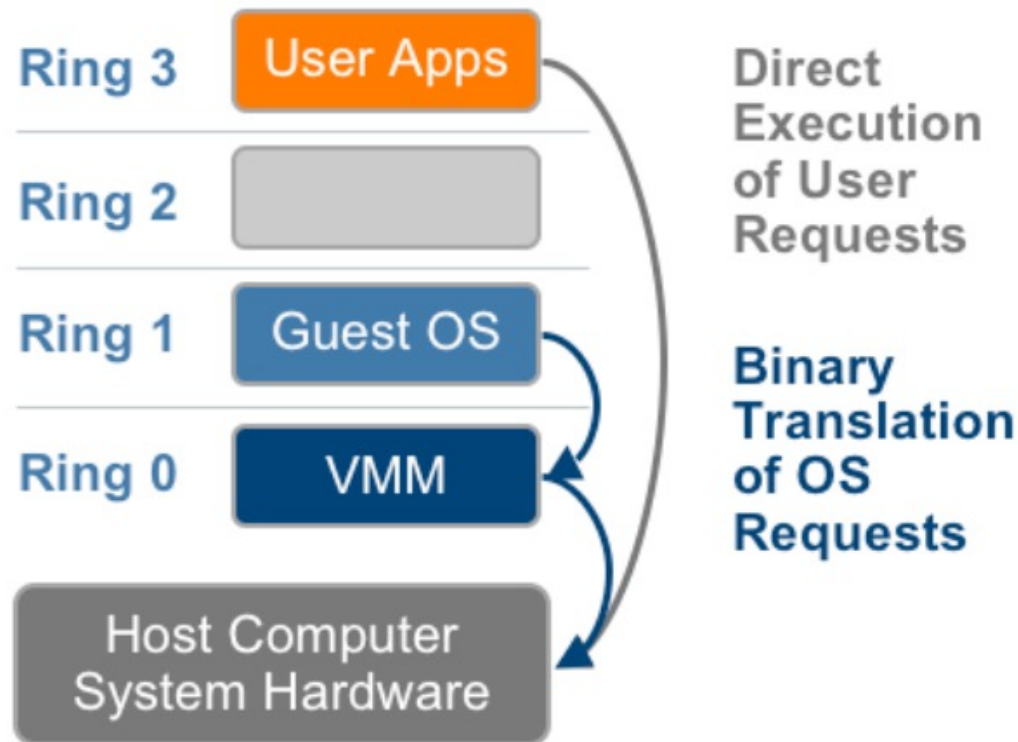 Ring 3
User Apps
Ring 2
Ring 1
Guest OS
Ring 0
VMM
Host Computer
System Hardware
Direct
Execution
of User
Requests
Binary
Translation
of OS
Requests